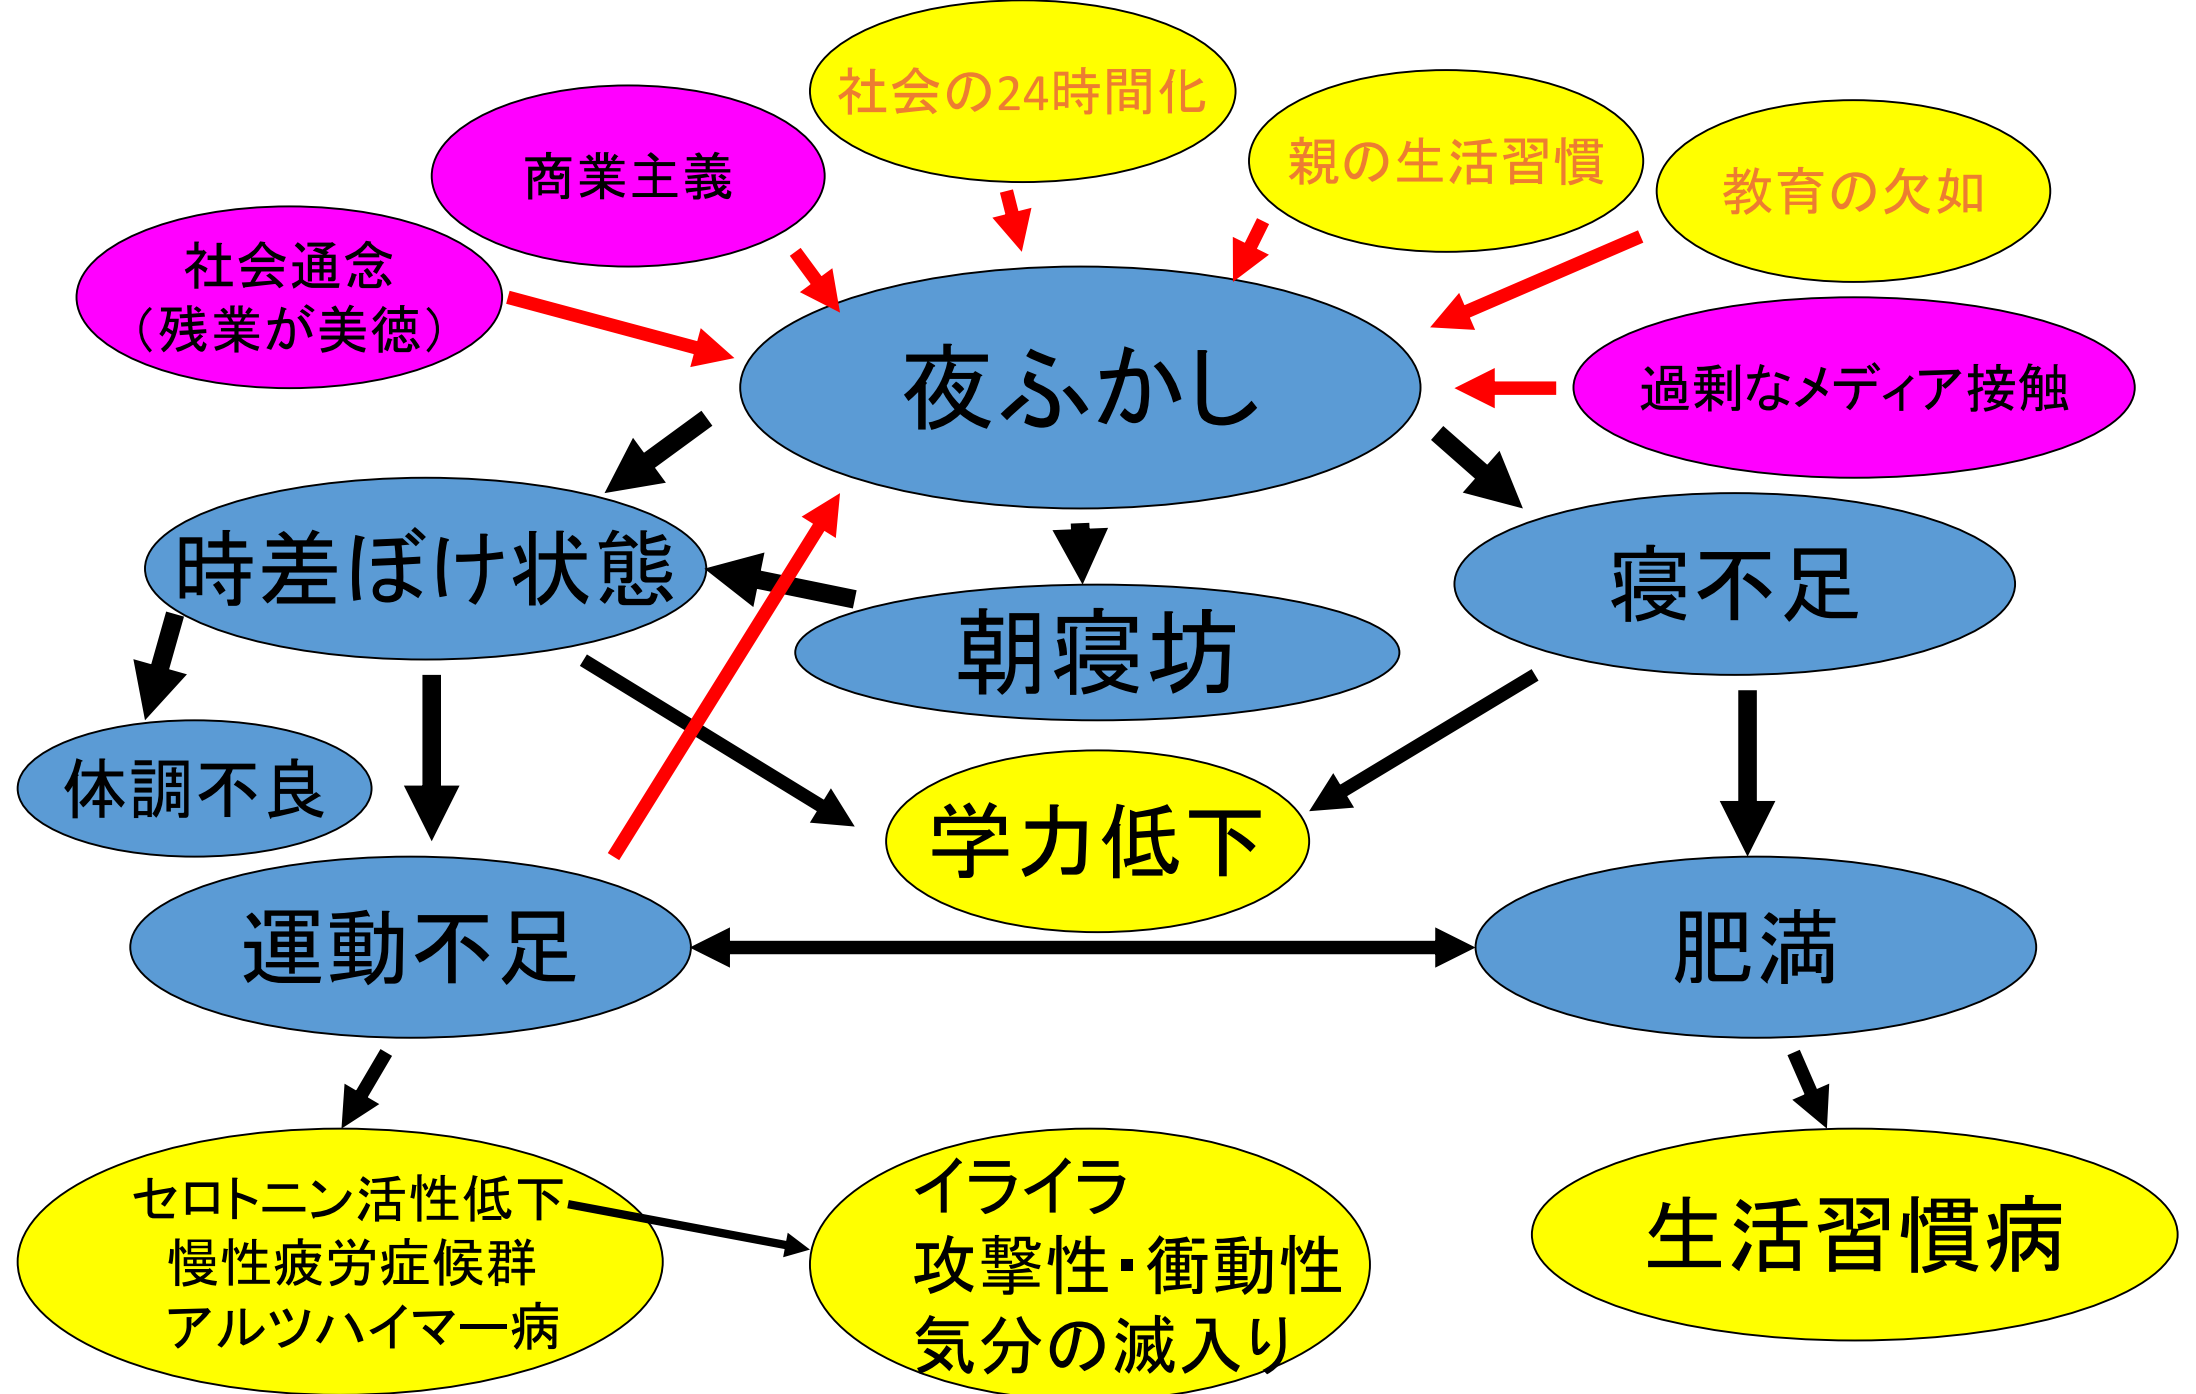 社会の24時間化
商業主義
親の生活習慣
教育の欠如
社会通念
（残業が美徳）
夜ふかし
過剰なメディア接触
時差ぼけ状態
寝不足
朝寝坊
体調不良
学力低下
運動不足
肥満
セロトニン活性低下
慢性疲労症候群
アルツハイマー病
イライラ
攻撃性・衝動性
気分の滅入り
生活習慣病